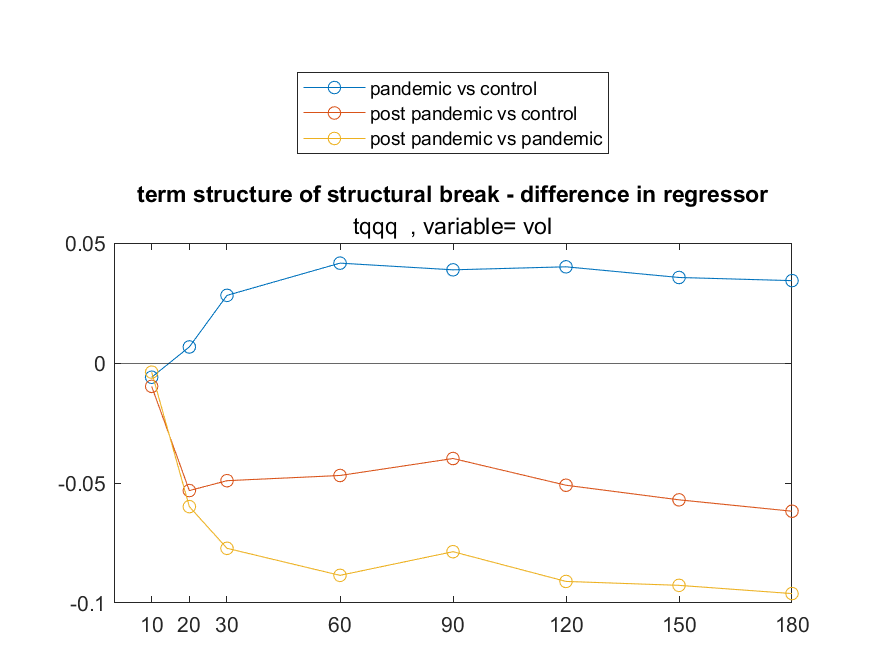 pandemic vs control
post pandemic vs control
post pandemic vs pandemic
term structure of structural break - difference in regressor
tqqq , variable= vol
0.05
0
-0.05
-0.1
10 20 30 60 90 120 150 180